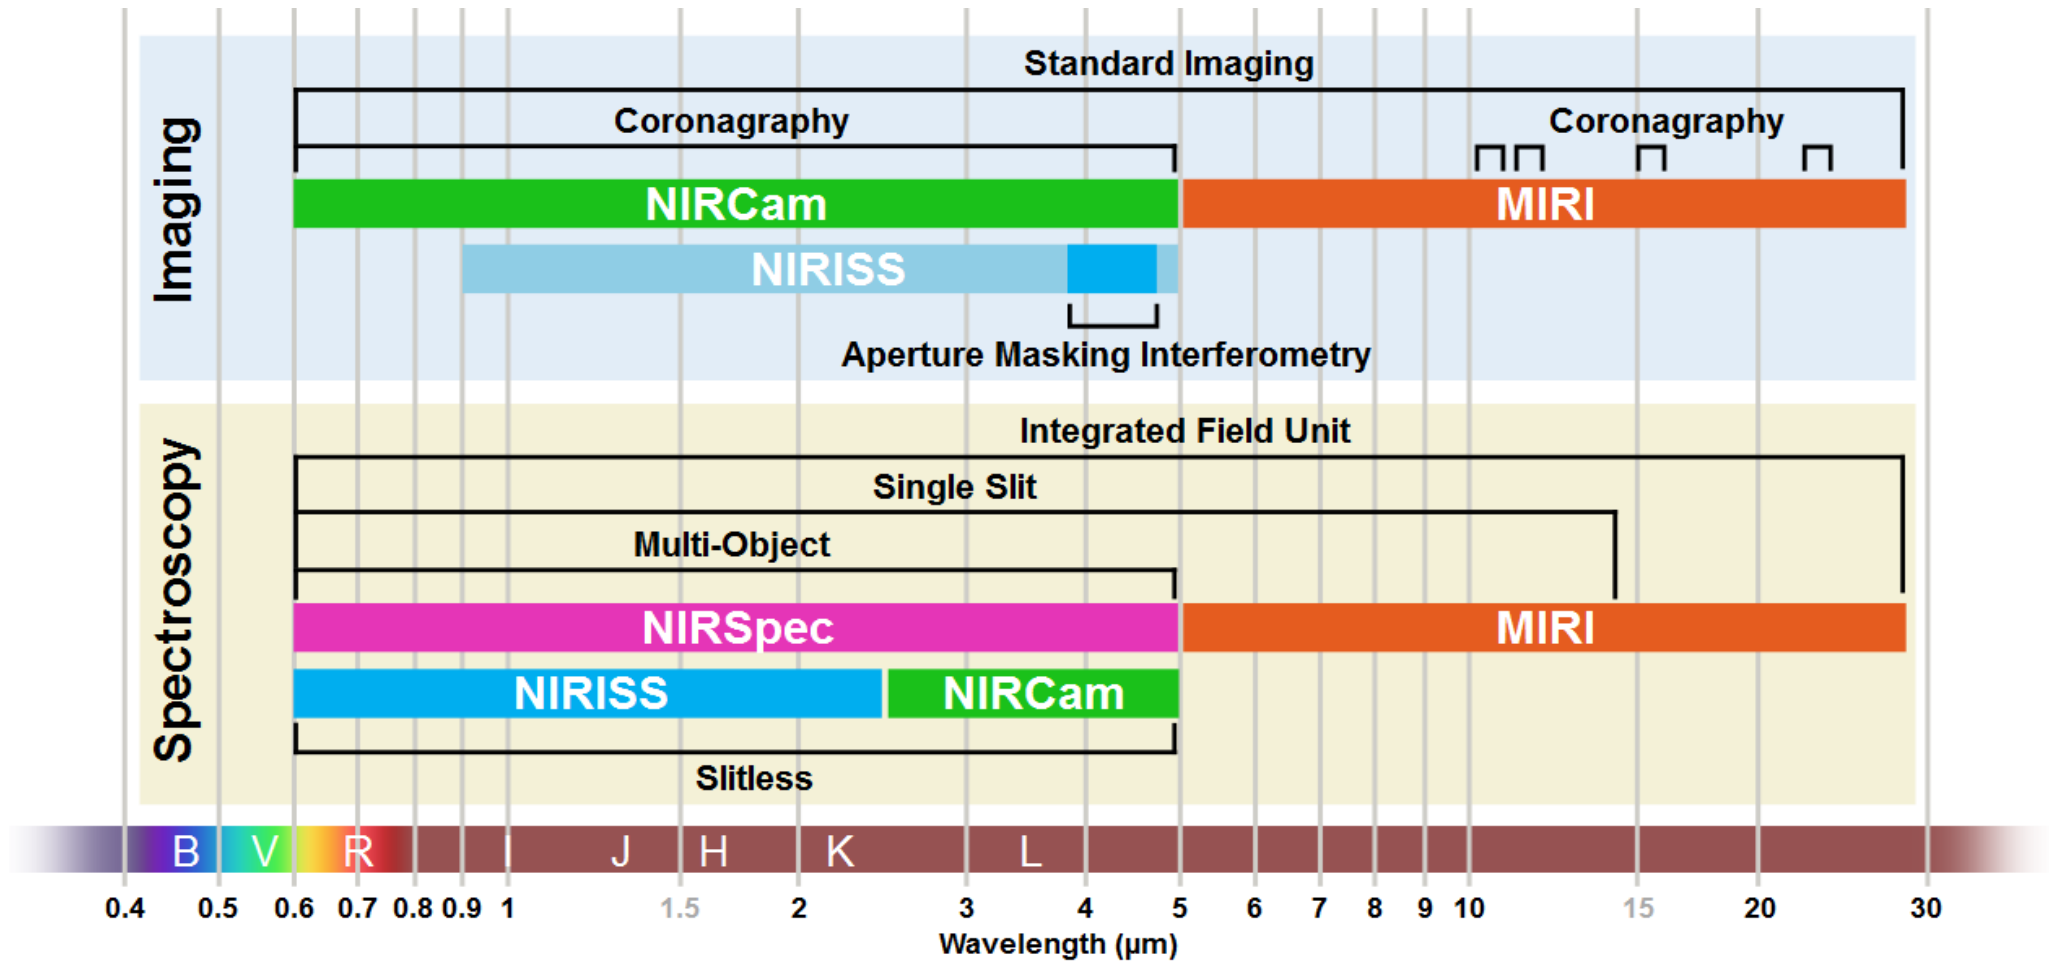 Standard Imaging
Coronagraphy
Coronagraphy
Imaging
NIRCam
MIRI
NIRISS
Aperture Masking Interferometry
Integrated Field Unit
Single Slit
Multi-Object
Spectroscopy
NIRSpec
MIRI
NIRISS
NIRCam
Slitless
B V R I J H K L
0.4 0.5 0.6 0.7 0.8 0.9 1 1.5 2 3 4 5 6 7 8 9 10 15 20 30
Wavelength (µm)